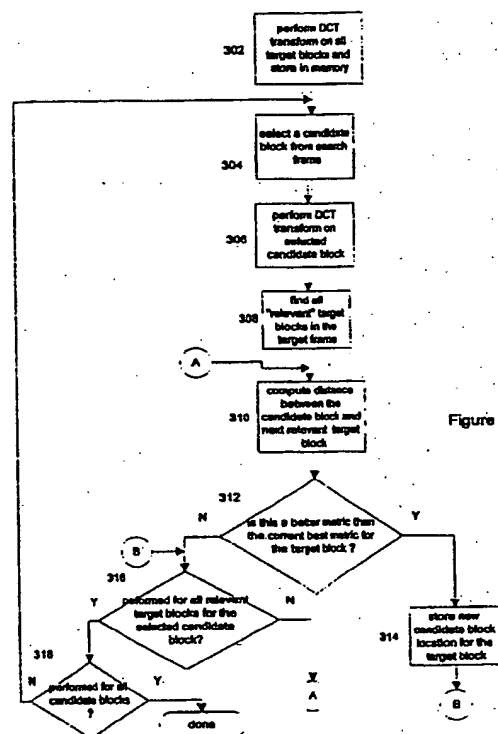 302
perform DCT
transform on all
target blocks and
store in memory
304
select a candidate
block from search
frame
306
perform DCT
transform on
selected
candidate block
308
find all
"relevant" target
blocks in the
target frame
A
310
compute distance
between the
candidate block and
next relevant target
block
Figure
312
N
Y
is this a better metric than
the current best metric for
the target block ?
B
316
Y
N
performed for all relevant
target blocks for the
selected candidate
block?
314
store new
candidate block
location for the
target block
318
N
Y
performed for all
candidate blocks
?
A
B
done